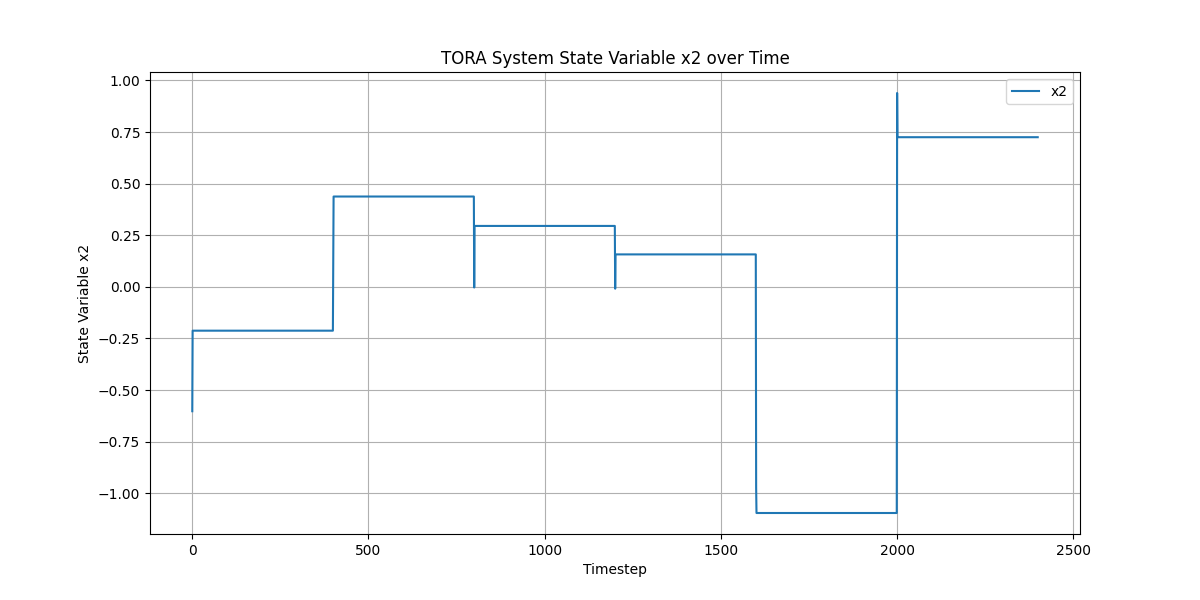 TORA System State Variable x2 over Time
x2
1.00
0.75
0.50
0.25
0.00
−0.25
−0.50
−0.75
−1.00
State Variable x2
0 500 1000 1500 2000 2500
Timestep